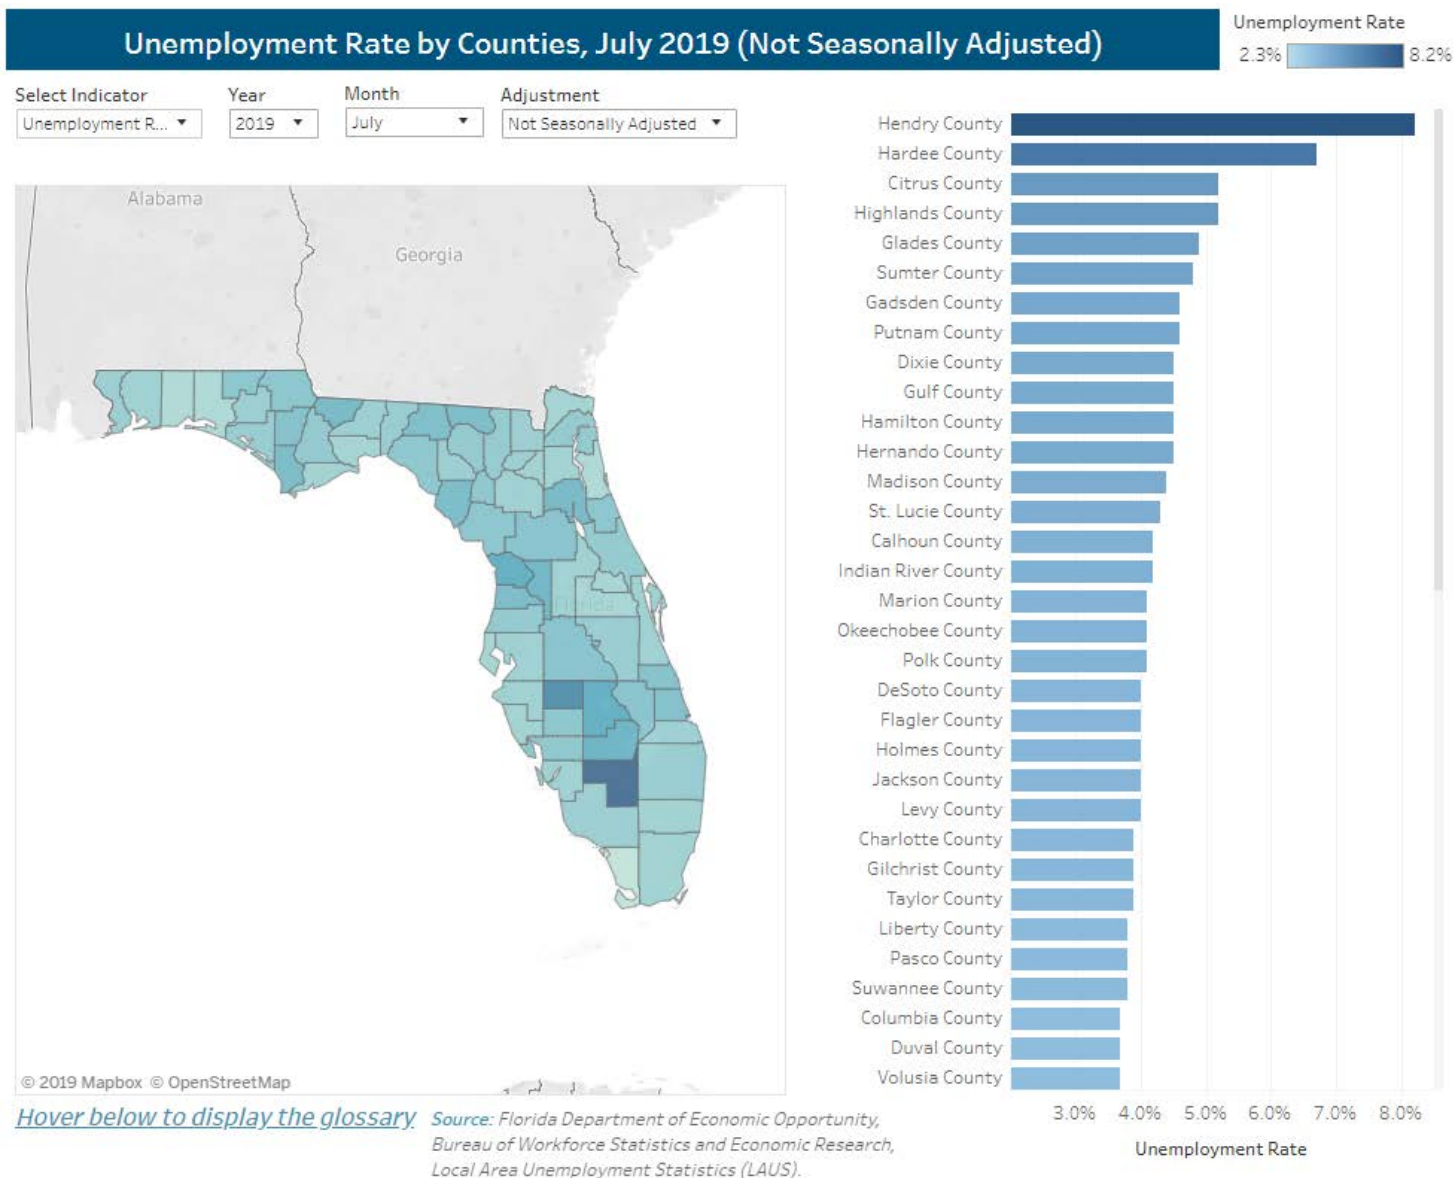 Unemployment Rate by Counties, July 2019 (Not Seasonally Adjusted)
Unemployment Rate
2.3% 8.2%
Select Indicator Year Month Adjustment
Unemployment R... 2019 July Not Seasonally Adjusted
Alabama
Georgia
Florida
© 2019 Mapbox © OpenStreetMap
Hendry County
Hardee County
Citrus County
Highlands County
Glades County
Sumter County
Gadsden County
Putnam County
Dixie County
Gulf County
Hamilton County
Hernando County
Madison County
St. Lucie County
Calhoun County
Indian River County
Marion County
Okeechobee County
Polk County
DeSoto County
Flagler County
Holmes County
Jackson County
Levy County
Charlotte County
Gilchrist County
Taylor County
Liberty County
Pasco County
Suwannee County
Columbia County
Duval County
Volusia County
3.0% 4.0% 5.0% 6.0% 7.0% 8.0%
Unemployment Rate
Hover below to display the glossary
Source: Florida Department of Economic Opportunity,
Bureau of Workforce Statistics and Economic Research,
Local Area Unemployment Statistics (LAUS).